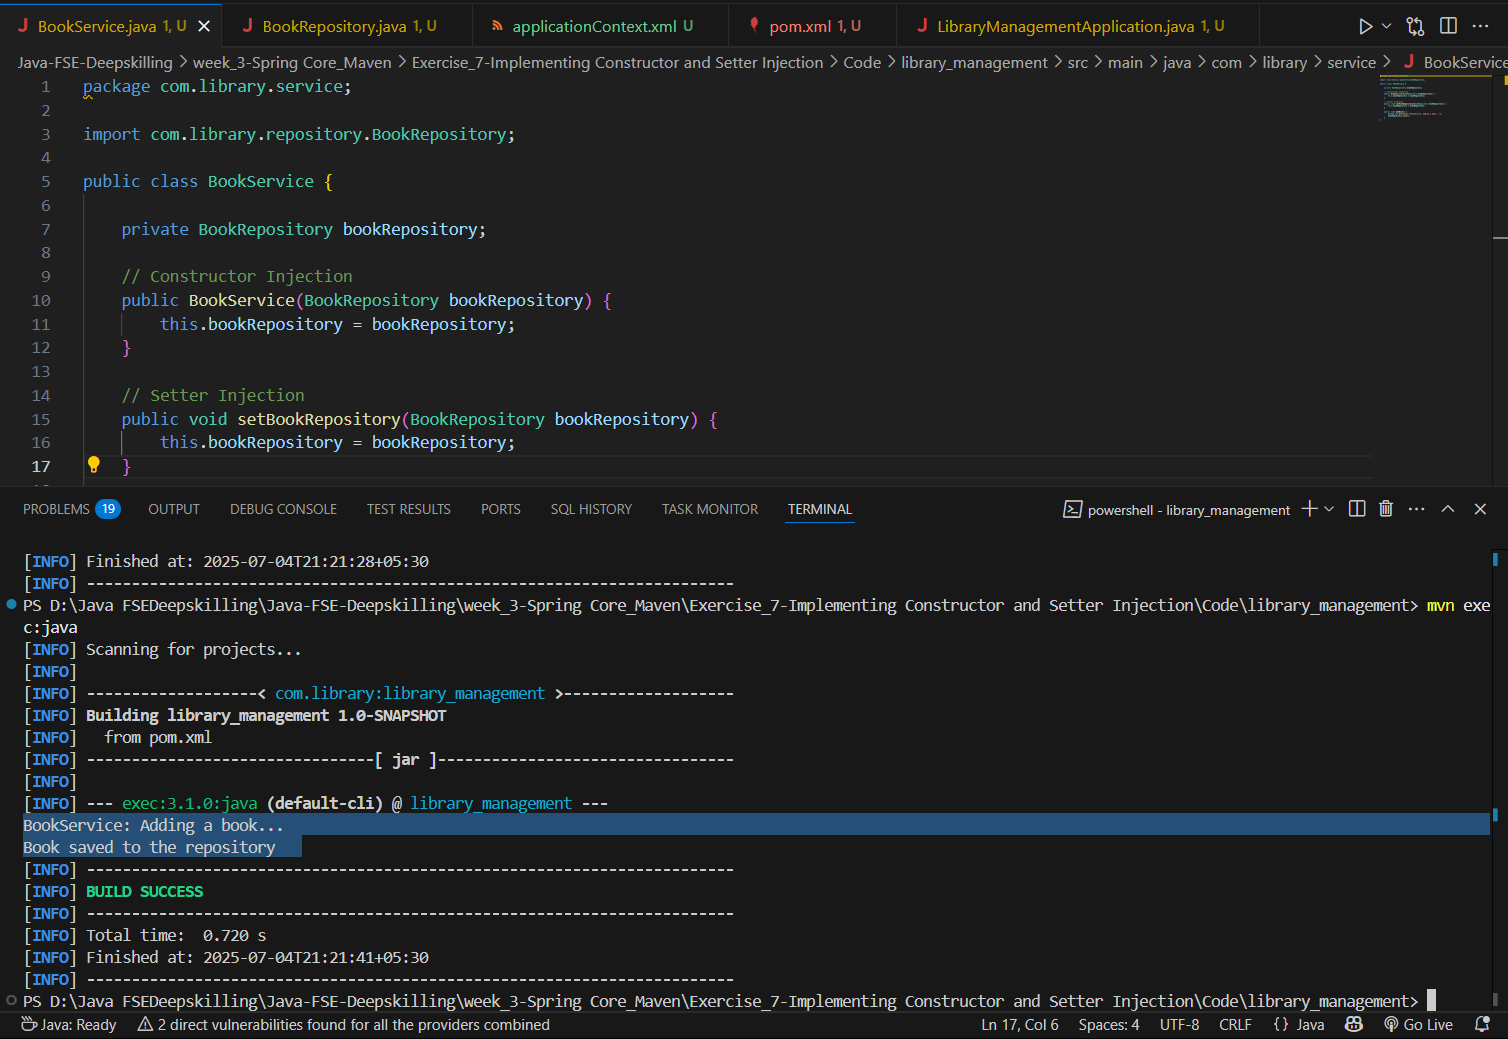 J BookService.java 1, U J BookRepository.java 1, U applicationContext.xml U pom.xml 1, U J LibraryManagementApplication.java 1, U
Java-FSE-Deepskilling > week_3-Spring Core_Maven > Exercise_7-Implementing Constructor and Setter Injection > Code > library_management > src > main > java > com > library > service > J BookService
1 package com.library.service;
2
3 import com.library.repository.BookRepository;
4
5 public class BookService {
6
7 private BookRepository bookRepository;
8
9 // Constructor Injection
10 public BookService(BookRepository bookRepository) {
11 this.bookRepository = bookRepository;
12 }
13
14 // Setter Injection
15 public void setBookRepository(BookRepository bookRepository) {
16 this.bookRepository = bookRepository;
17 }
PROBLEMS 19 OUTPUT DEBUG CONSOLE TEST RESULTS PORTS SQL HISTORY TASK MONITOR TERMINAL powershell - library_management
[INFO] Finished at: 2025-07-04T21:21:28+05:30
[INFO] ------------------------------------------------------------------------
PS D:\Java FSEDeepskilling\Java-FSE-Deepskilling\week_3-Spring Core_Maven\Exercise_7-Implementing Constructor and Setter Injection\Code\library_management> mvn exe
c:java
[INFO] Scanning for projects...
[INFO]
[INFO] -------------------< com.library:library_management >-------------------
[INFO] Building library_management 1.0-SNAPSHOT
[INFO] from pom.xml
[INFO] --------------------------------[ jar ]---------------------------------
[INFO]
[INFO] --- exec:3.1.0:java (default-cli) @ library_management ---
BookService: Adding a book...
Book saved to the repository
[INFO] ------------------------------------------------------------------------
[INFO] BUILD SUCCESS
[INFO] ------------------------------------------------------------------------
[INFO] Total time: 0.720 s
[INFO] Finished at: 2025-07-04T21:21:41+05:30
[INFO] ------------------------------------------------------------------------
PS D:\Java FSEDeepskilling\Java-FSE-Deepskilling\week_3-Spring Core_Maven\Exercise_7-Implementing Constructor and Setter Injection\Code\library_management>
Java: Ready 2 direct vulnerabilities found for all the providers combined Ln 17, Col 6 Spaces: 4 UTF-8 CRLF {} Java Go Live